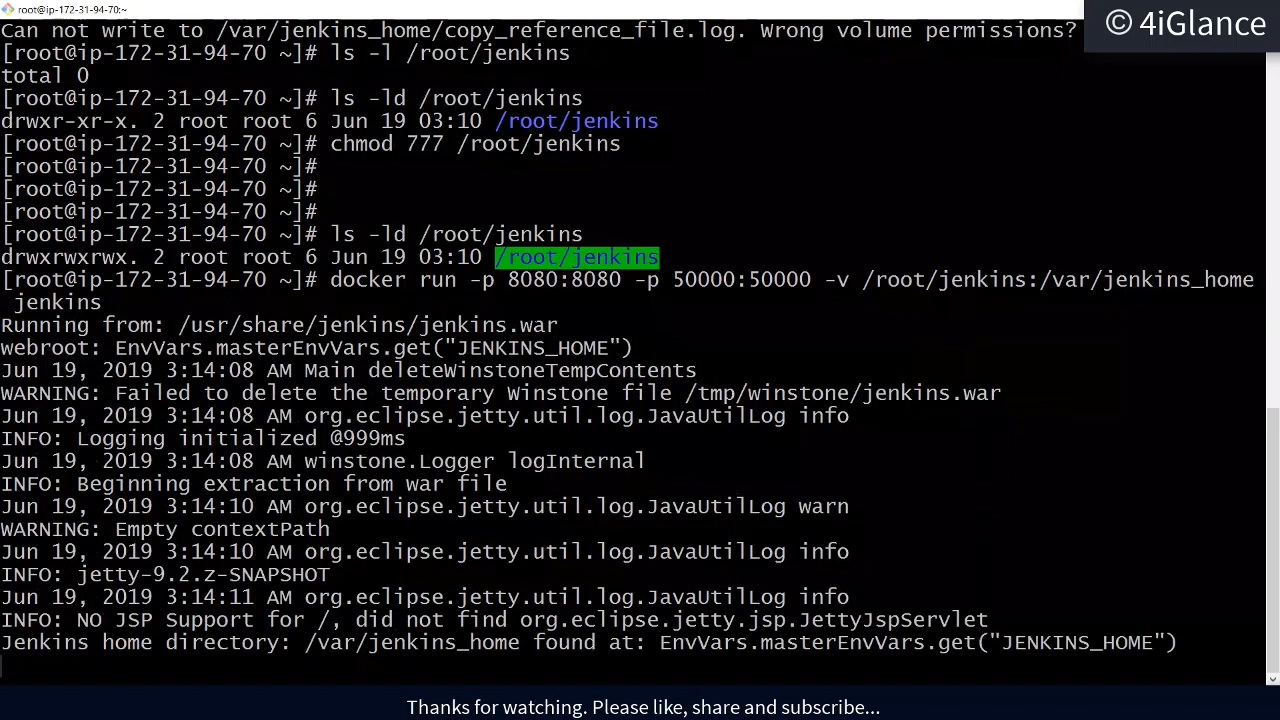 root@ip-172-31-94-70:~
© 4iGlance
Can not write to /var/jenkins_home/copy_reference_file.log. Wrong volume permissions?
[root@ip-172-31-94-70 ~]# ls -l /root/jenkins
total 0
[root@ip-172-31-94-70 ~]# ls -ld /root/jenkins
drwxr-xr-x. 2 root root 6 Jun 19 03:10 /root/jenkins
[root@ip-172-31-94-70 ~]# chmod 777 /root/jenkins
[root@ip-172-31-94-70 ~]#
[root@ip-172-31-94-70 ~]#
[root@ip-172-31-94-70 ~]#
[root@ip-172-31-94-70 ~]# ls -ld /root/jenkins
drwxrwxrwx. 2 root root 6 Jun 19 03:10 /root/jenkins
[root@ip-172-31-94-70 ~]# docker run -p 8080:8080 -p 50000:50000 -v /root/jenkins:/var/jenkins_home
jenkins
Running from: /usr/share/jenkins/jenkins.war
webroot: EnvVars.masterEnvVars.get("JENKINS_HOME")
Jun 19, 2019 3:14:08 AM Main deleteWinstoneTempContents
WARNING: Failed to delete the temporary Winstone file /tmp/winstone/jenkins.war
Jun 19, 2019 3:14:08 AM org.eclipse.jetty.util.log.JavaUtilLog info
INFO: Logging initialized @999ms
Jun 19, 2019 3:14:08 AM winstone.Logger logInternal
INFO: Beginning extraction from war file
Jun 19, 2019 3:14:10 AM org.eclipse.jetty.util.log.JavaUtilLog warn
WARNING: Empty contextPath
Jun 19, 2019 3:14:10 AM org.eclipse.jetty.util.log.JavaUtilLog info
INFO: jetty-9.2.z-SNAPSHOT
Jun 19, 2019 3:14:11 AM org.eclipse.jetty.util.log.JavaUtilLog info
INFO: NO JSP Support for /, did not find org.eclipse.jetty.jsp.JettyJspServlet
Jenkins home directory: /var/jenkins_home found at: EnvVars.masterEnvVars.get("JENKINS_HOME")
Thanks for watching. Please like, share and subscribe...